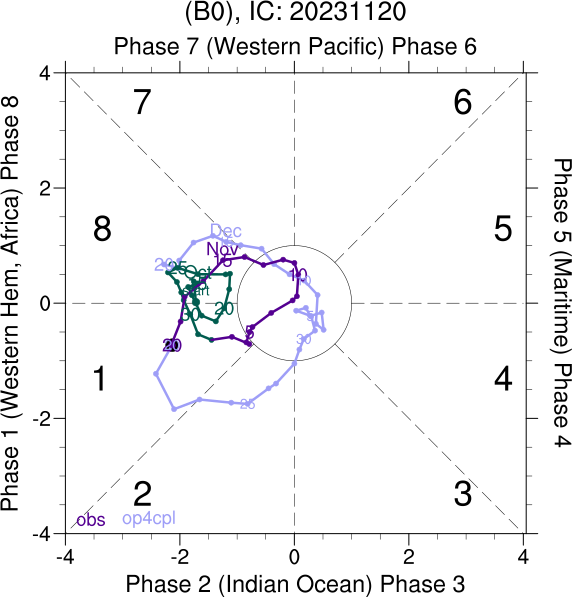 (B0), IC: 20231120
Phase 7 (Western Pacific) Phase 6
Phase 1 (Western Hem, Africa) Phase 8
Phase 5 (Maritime) Phase 4
4
2
0
-2
-4
7
6
8
5
1
4
2
3
Dec
Nov
15
20
25
Oct
10
20
30
5
5
20
30
25
obs
op4cpl
-4
-2
0
2
4
Phase 2 (Indian Ocean) Phase 3